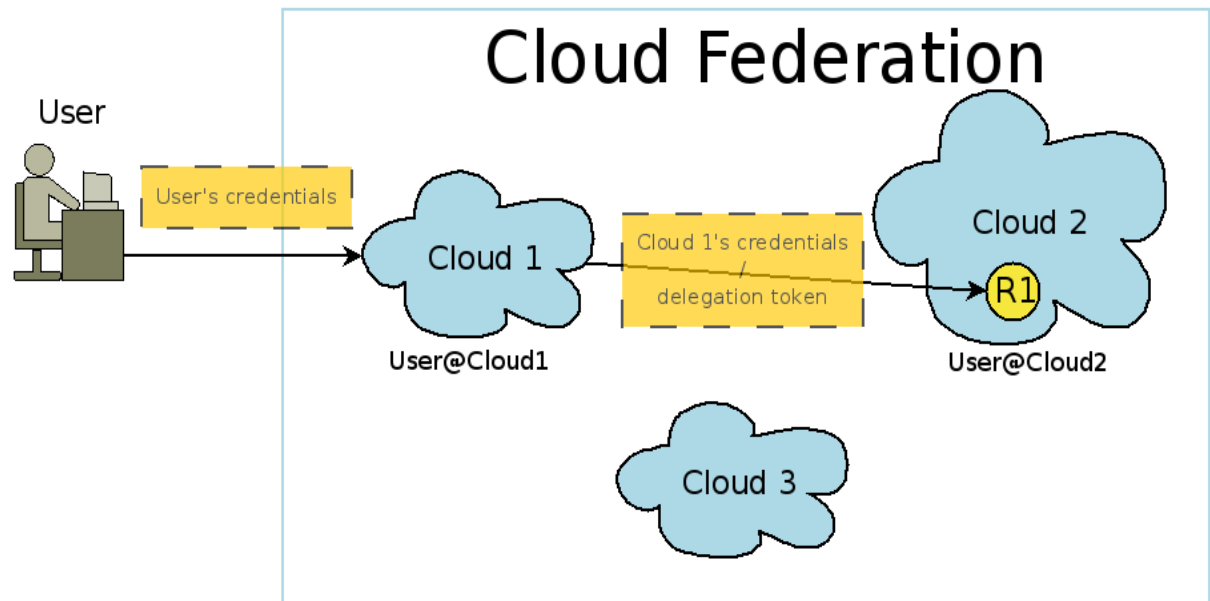 Cloud Federation
User
User's credentials
Cloud 1
User@Cloud1
Cloud 1's credentials
/
delegation token
Cloud 2
R1
User@Cloud2
Cloud 3